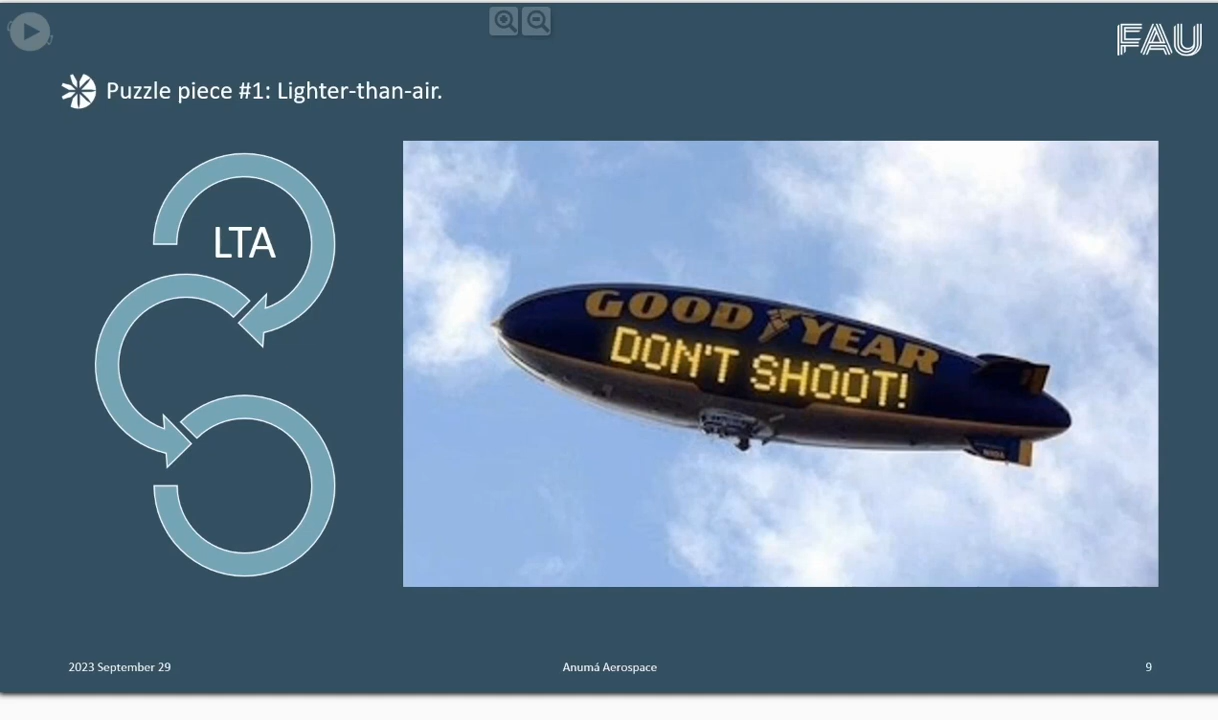 FAU
Puzzle piece #1: Lighter-than-air.
LTA
GOOD YEAR
DON'T SHOOT!
2023 September 29
Anumá Aerospace
9